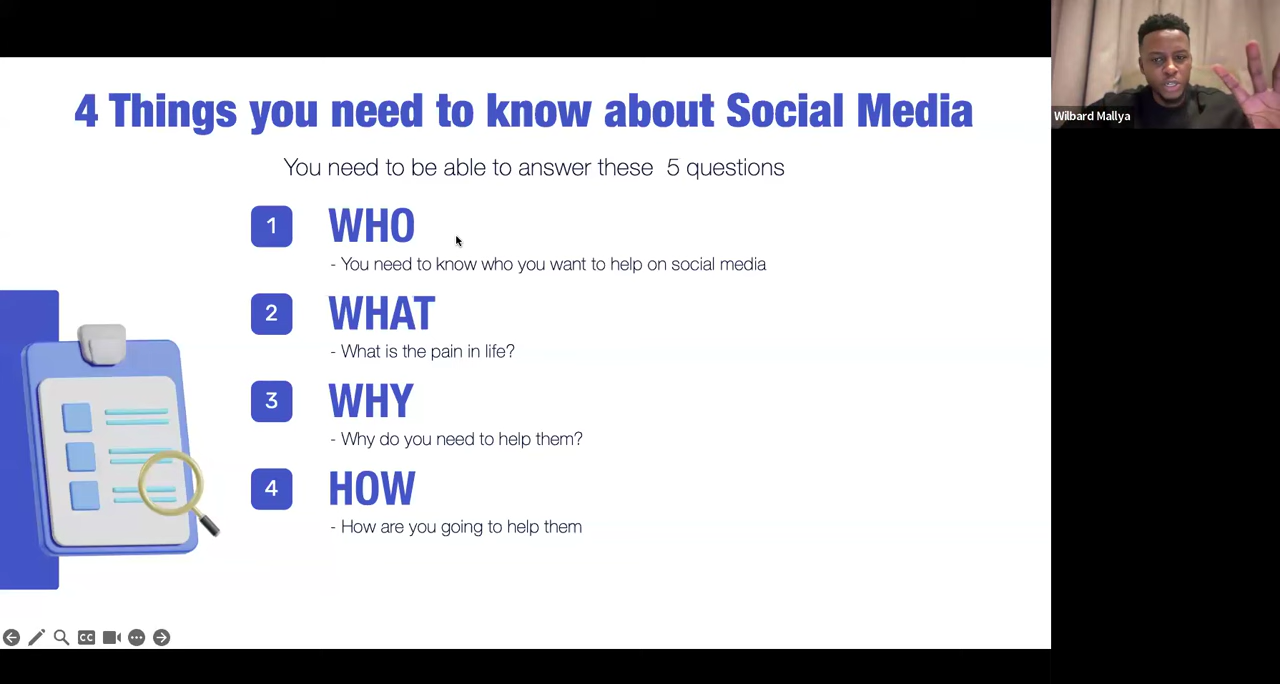 4 Things you need to know about Social Media
You need to be able to answer these 5 questions
1 WHO
- You need to know who you want to help on social media
2 WHAT
- What is the pain in life?
3 WHY
- Why do you need to help them?
4 HOW
- How are you going to help them
CC
Wilbard Mallya